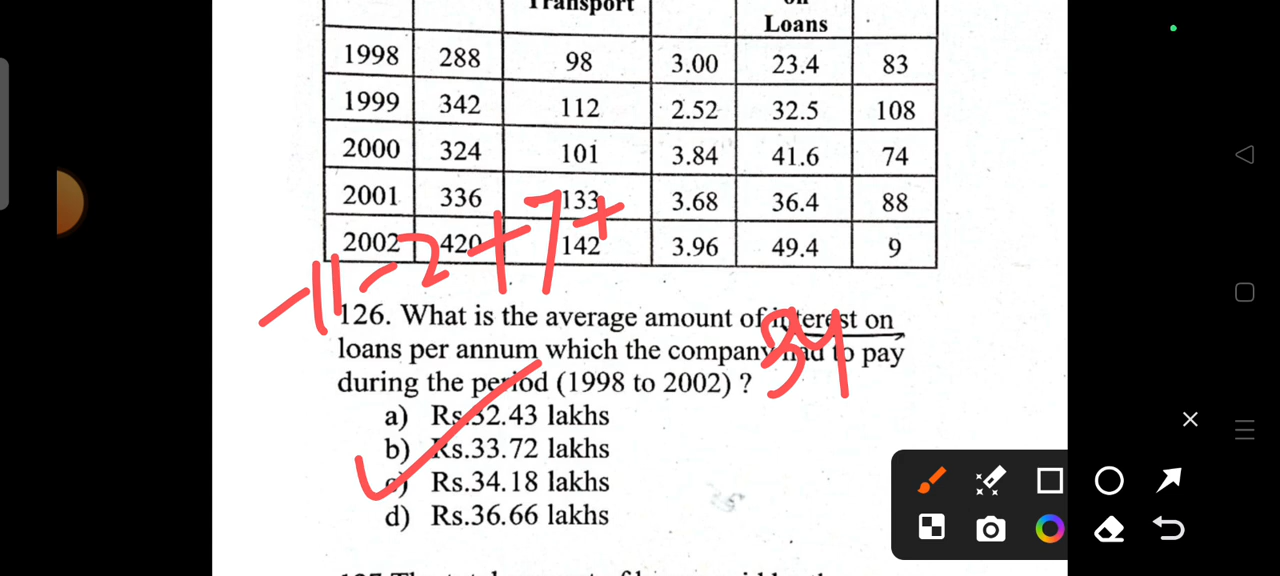 Transport on
Loans
1998 288 98 3.00 23.4 83
1999 342 112 2.52 32.5 108
2000 324 101 3.84 41.6 74
2001 336 133 3.68 36.4 88
2002 420 142 3.96 49.4 9
-11-2+7+
34
126. What is the average amount of interest on
loans per annum which the company had to pay
during the period (1998 to 2002) ?
a) Rs.32.43 lakhs
b) Rs.33.72 lakhs
c) Rs.34.18 lakhs
d) Rs.36.66 lakhs